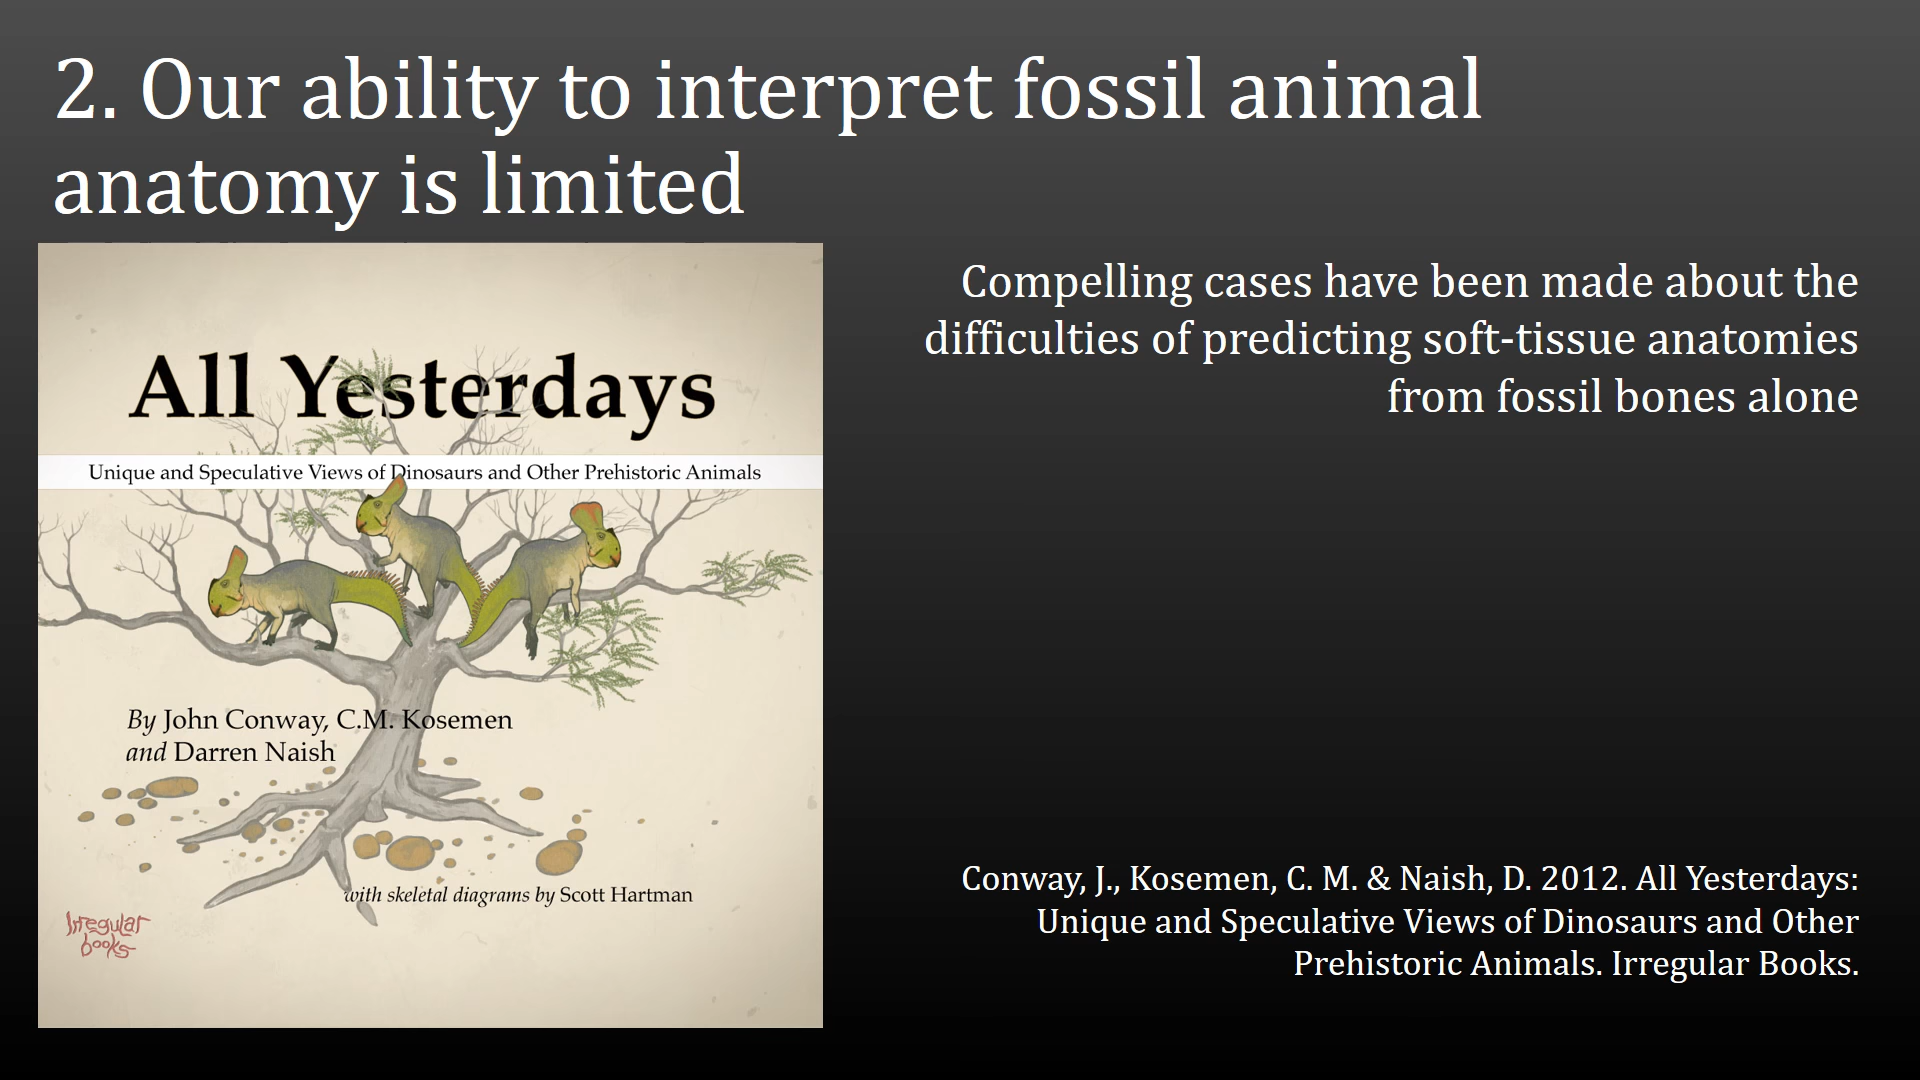 2. Our ability to interpret fossil animal
anatomy is limited
All Yesterdays
Unique and Speculative Views of Dinosaurs and Other Prehistoric Animals
By John Conway, C.M. Kosemen
and Darren Naish
with skeletal diagrams by Scott Hartman
Irregular
books
Compelling cases have been made about the
difficulties of predicting soft-tissue anatomies
from fossil bones alone
Conway, J., Kosemen, C. M. & Naish, D. 2012. All Yesterdays:
Unique and Speculative Views of Dinosaurs and Other
Prehistoric Animals. Irregular Books.